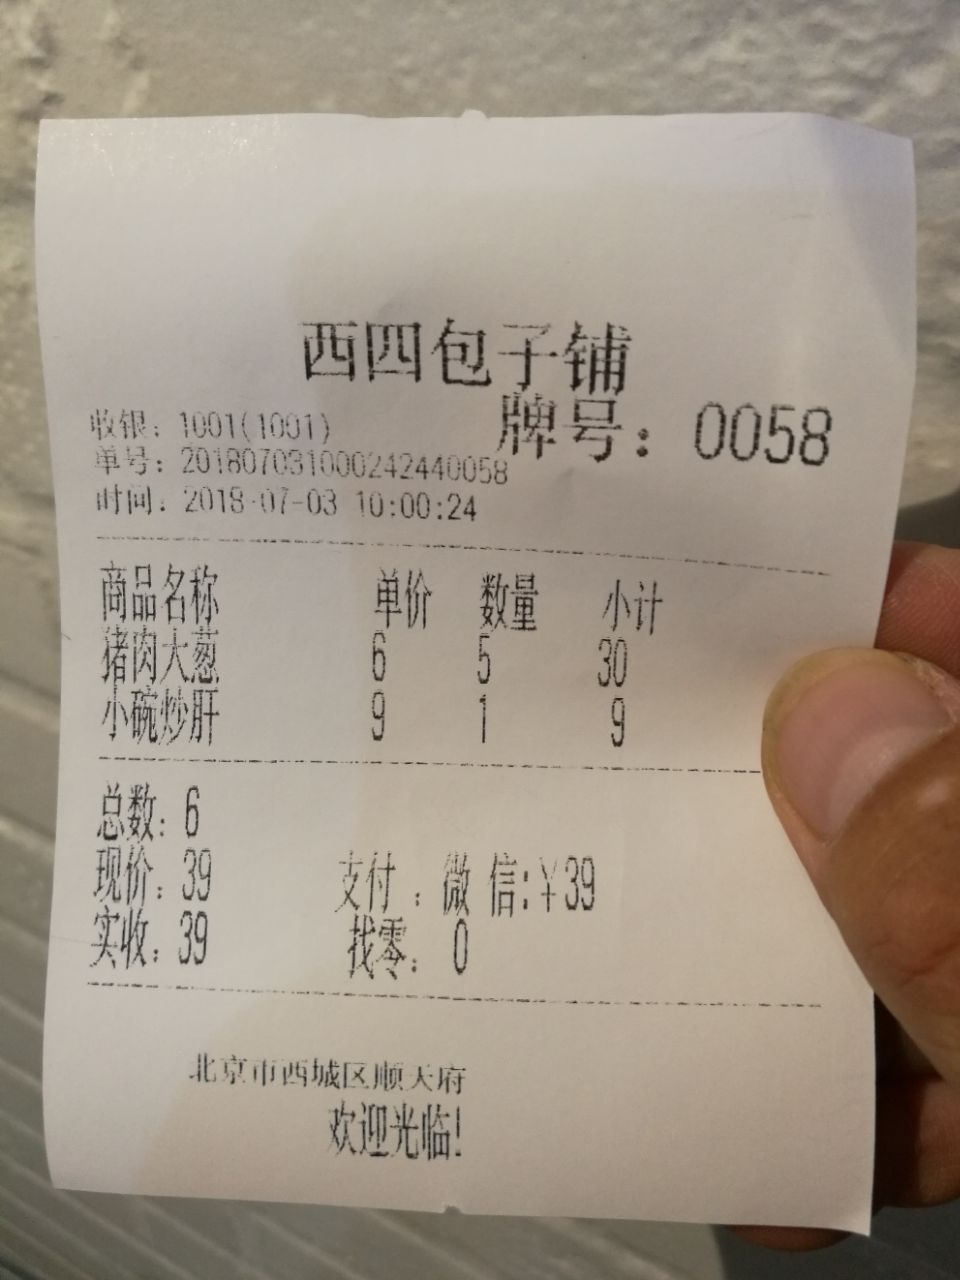 西四包子铺
牌号：0058
收银：1001(1001)
单号：2018070310002424400​58
时间：2018-07-03 10:00:24
商品名称 单价 数量 小计
猪肉大葱 6 5 30
小碗炒肝 9 1 9
总数：6
现价：39 支付：微信:¥39
实收：39 找零：0
北京市西城区顺天府
欢迎光临!